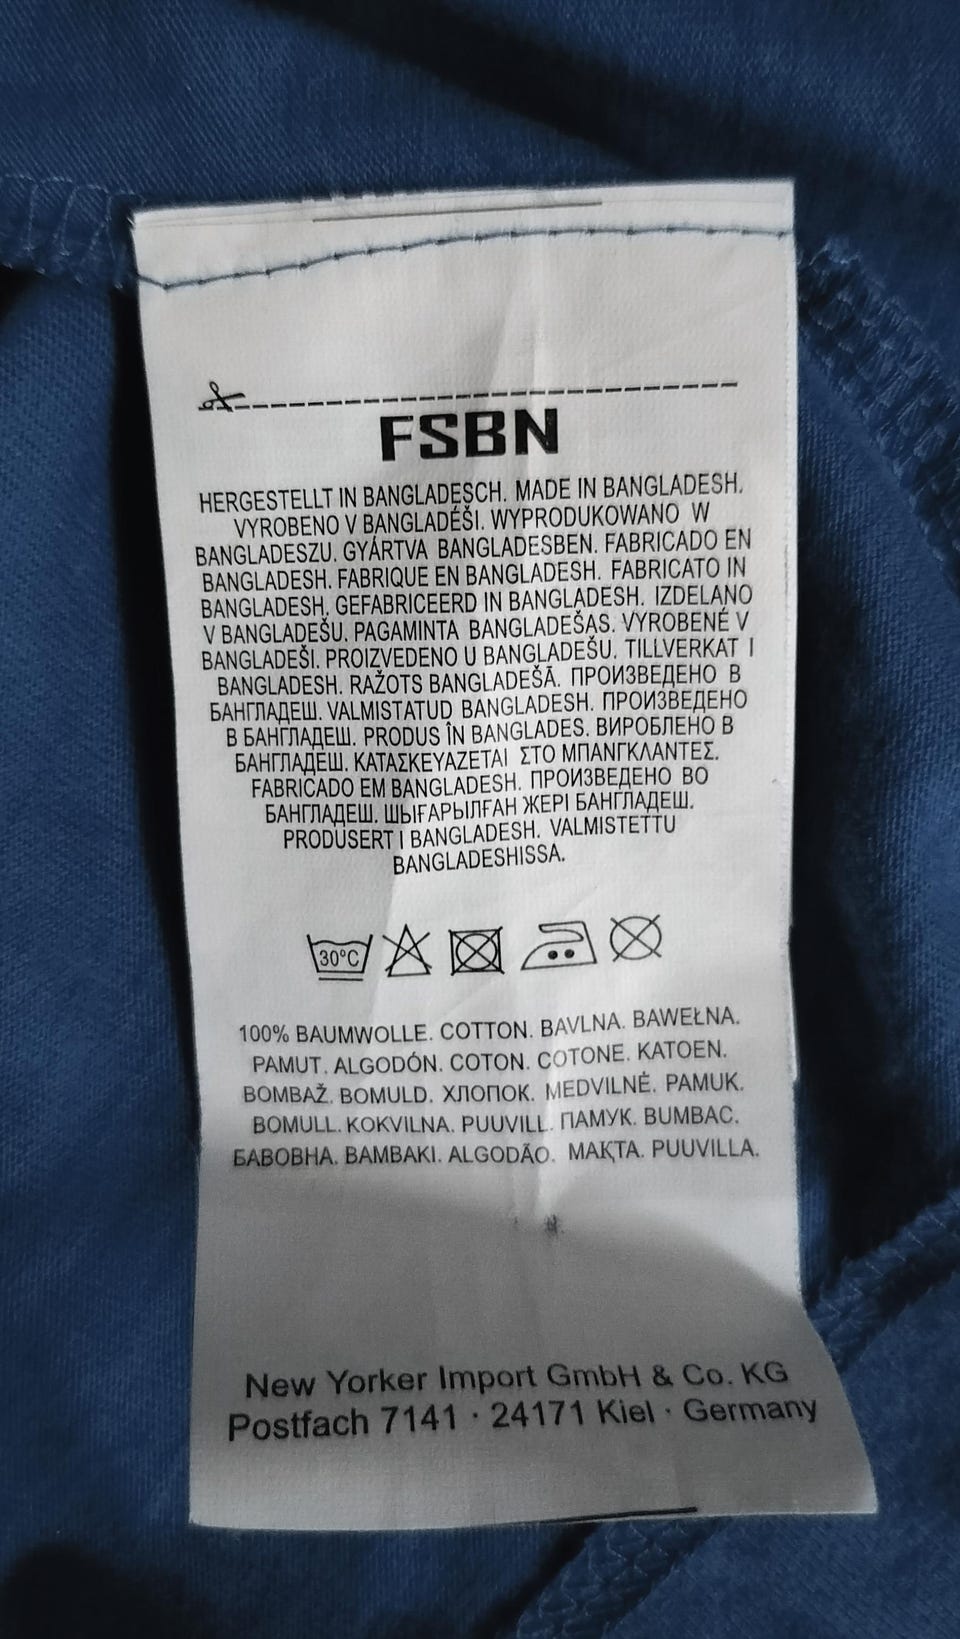 FSBN
HERGESTELLT IN BANGLADESCH. MADE IN BANGLADESH.
VYROBENO V BANGLADÉŠI. WYPRODUKOWANO W
BANGLADESZU. GYÁRTVA BANGLADESBEN. FABRICADO EN
BANGLADESH. FABRIQUE EN BANGLADESH. FABRICATO IN
BANGLADESH. GEFABRICEERD IN BANGLADESH. IZDELANO
V BANGLADEŠU. PAGAMINTA BANGLADEŠAS. VYROBENÉ V
BANGLADEŠI. PROIZVEDENO U BANGLADEŠU. TILLVERKAT I
BANGLADESH. RAŽOTS BANGLADEŠĀ. ПРОИЗВЕДЕНО В
БАНГЛАДЕШ. VALMISTATUD BANGLADESH. ПРОИЗВЕДЕНО
В БАНГЛАДЕШ. PRODUS ÎN BANGLADES. ВИРОБЛЕНО В
БАНГЛАДЕШ. ΚΑΤΑΣΚΕΥΑΖΕΤΑΙ ΣΤΟ ΜΠΑΝΓΚΛΑΝΤΕΣ.
FABRICADO EM BANGLADESH. ПРОИЗВЕДЕНО ВО
БАНГЛАДЕШ. ШЫҒАРЫЛҒАН ЖЕРІ БАНГЛАДЕШ.
PRODUSERT I BANGLADESH. VALMISTETTU
BANGLADESHISSA.
30°C
100% BAUMWOLLE. COTTON. BAVLNA. BAWEŁNA.
PAMUT. ALGODÓN. COTON. COTONE. KATOEN.
BOMBAŽ. BOMULD. ХЛОПОК. MEDVILNĖ. PAMUK.
BOMULL. KOKVILNA. PUUVILL. ПАМУК. BUMBAC.
БАВОВНА. BAMBAKI. ALGODÃO. МАҚТА. PUUVILLA.
New Yorker Import GmbH & Co. KG
Postfach 7141 · 24171 Kiel · Germany